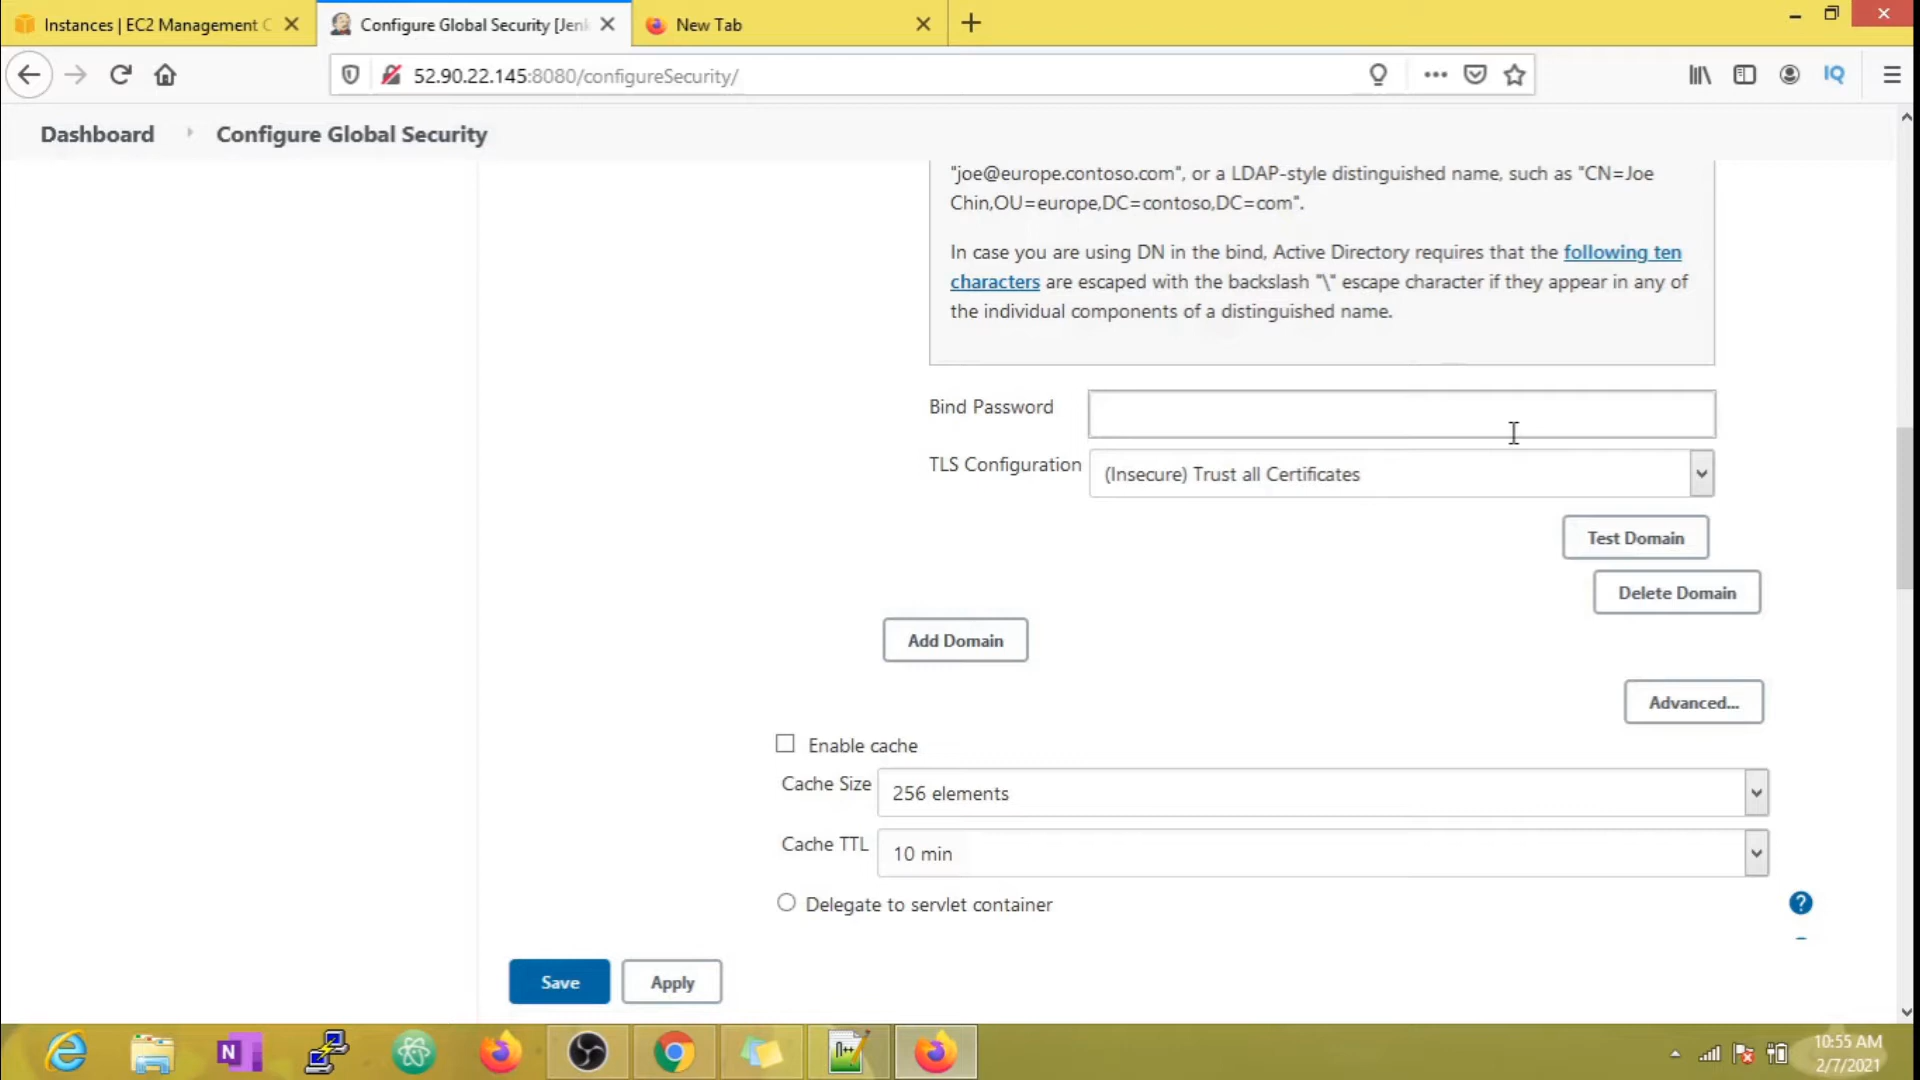 Instances | EC2 Management C
Configure Global Security [Jenk
New Tab
52.90.22.145:8080/configureSecurity/
IQ
Dashboard
Configure Global Security
"joe@europe.contoso.com", or a LDAP-style distinguished name, such as "CN=Joe
Chin,OU=europe,DC=contoso,DC=com".
In case you are using DN in the bind, Active Directory requires that the following ten
characters are escaped with the backslash "\" escape character if they appear in any of
the individual components of a distinguished name.
Bind Password
TLS Configuration
(Insecure) Trust all Certificates
Test Domain
Delete Domain
Add Domain
Advanced...
Enable cache
Cache Size
256 elements
Cache TTL
10 min
Delegate to servlet container
?
Save
Apply
N
n++
10:55 AM
2/7/2021